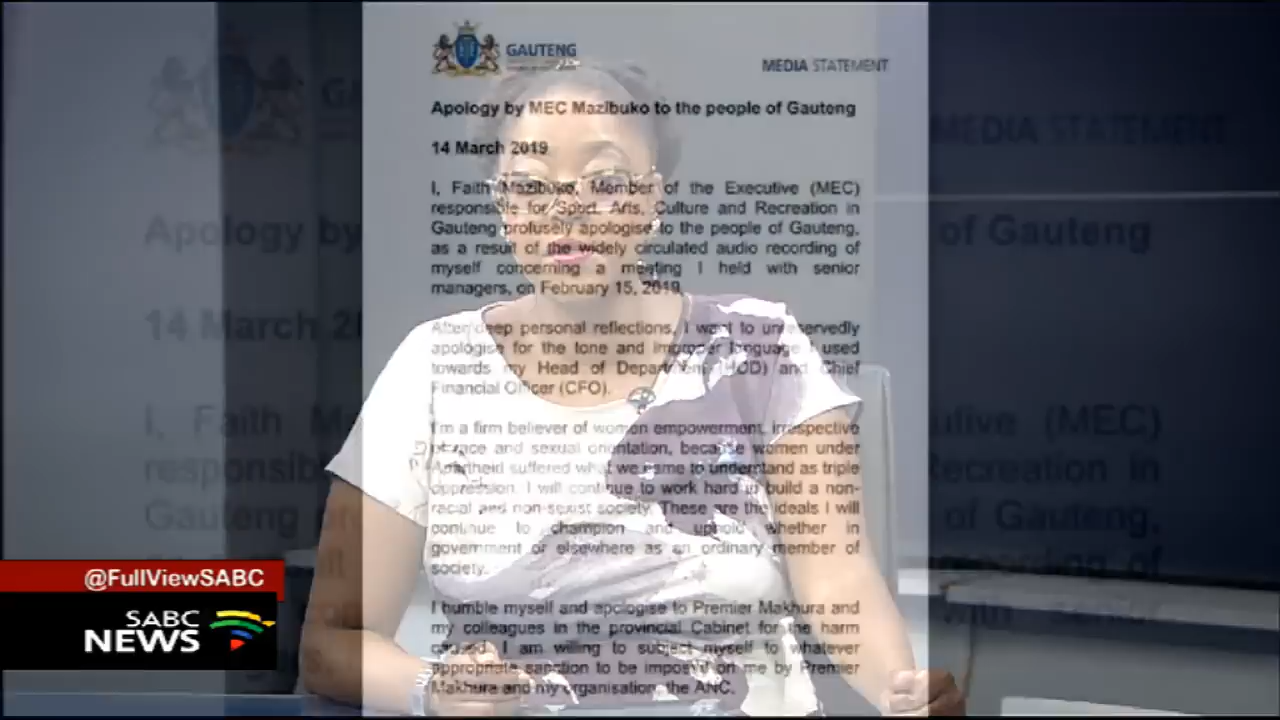 GAUTENG
MEDIA STATEMENT
Apology by MEC Mazibuko to the people of Gauteng
14 March 2019
I, Faith Mazibuko, Member of the Executive (MEC)
responsible for Sport, Arts, Culture and Recreation in
Gauteng profusely apologise to the people of Gauteng,
as a result of the widely circulated audio recording of
myself concerning a meeting I held with senior
managers, on February 15, 2019.
After deep personal reflections, I want to unreservedly
apologise for the tone and improper language I used
towards my Head of Department (HOD) and Chief
Financial Officer (CFO).
I'm a firm believer of women empowerment, irrespective
of race and sexual orientation, because women under
Apartheid suffered what we came to understand as triple
oppression. I will continue to work hard to build a non-
racial and non-sexist society. These are the ideals I will
continue to champion and uphold whether in
government or elsewhere as an ordinary member of
society.
I humble myself and apologise to Premier Makhura and
my colleagues in the provincial Cabinet for the harm
caused. I am willing to subject myself to whatever
appropriate sanction to be imposed on me by Premier
Makhura and my organisation, the ANC.
@FullViewSABC
SABC
NEWS